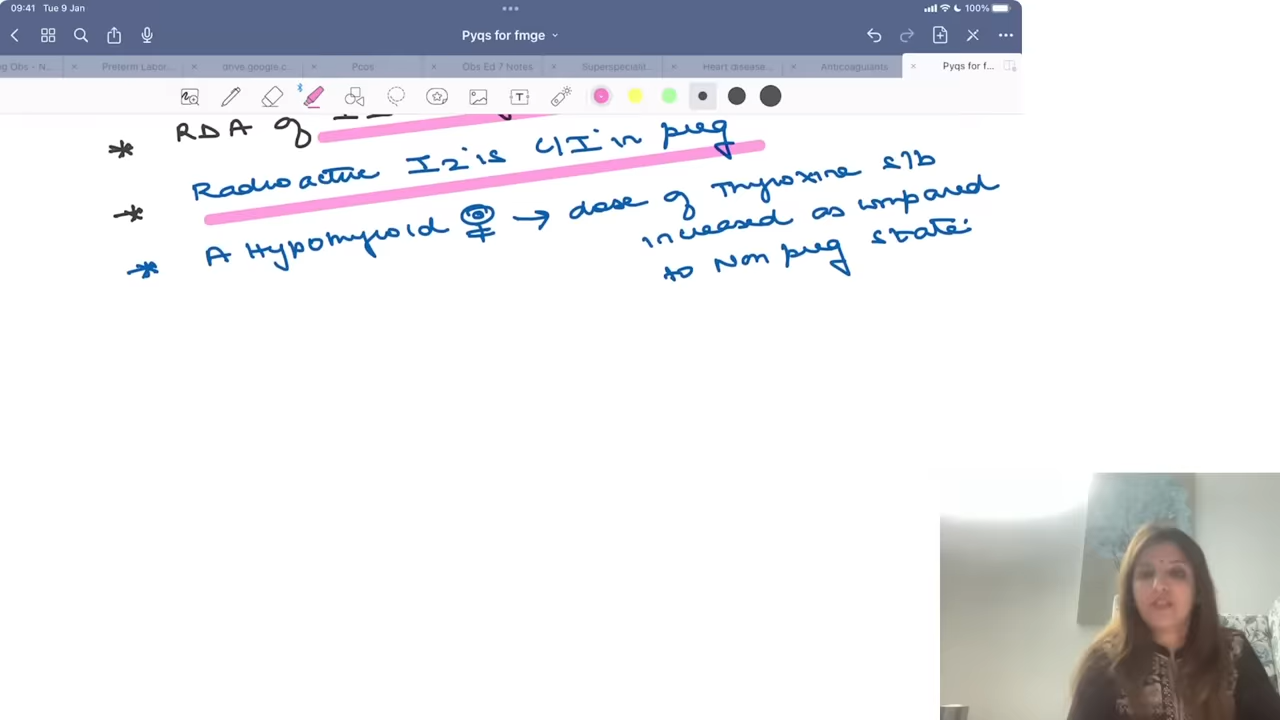 09:41 Tue 9 Jan
100%
Pyqs for fmge
g Obs - N...
Preterm Labor...
drive.google.c...
Pcos
Obs Ed 7 Notes
Superspecialit...
Heart disease...
Anticoagulants
Pyqs for f...
* RDA of
* Radioactive I2 is C/I in preg
* A Hypothyroid → dose of Thyroxine s/b
increased as compared
to Non preg state